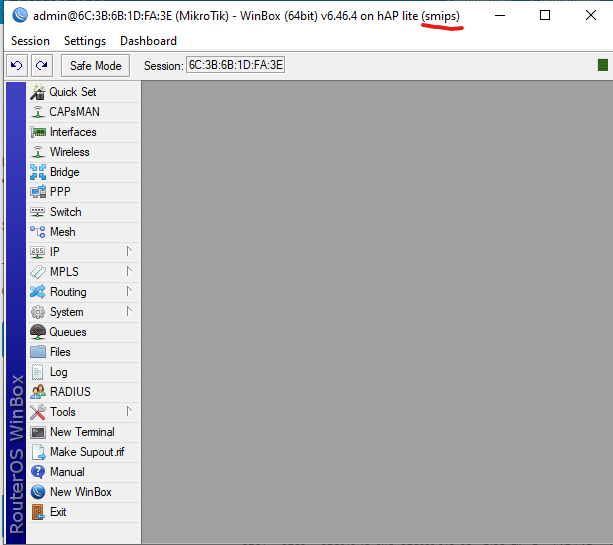 admin@6C:3B:6B:1D:FA:3E (MikroTik) - WinBox (64bit) v6.46.4 on hAP lite (smips)
Session Settings Dashboard
Safe Mode Session: 6C:3B:6B:1D:FA:3E
Quick Set
CAPsMAN
Interfaces
Wireless
Bridge
PPP
Switch
Mesh
255 IP
MPLS
Routing
System
Queues
Files
Log
RADIUS
Tools
New Terminal
Make Supout.rif
Manual
New WinBox
Exit
RouterOS WinBox